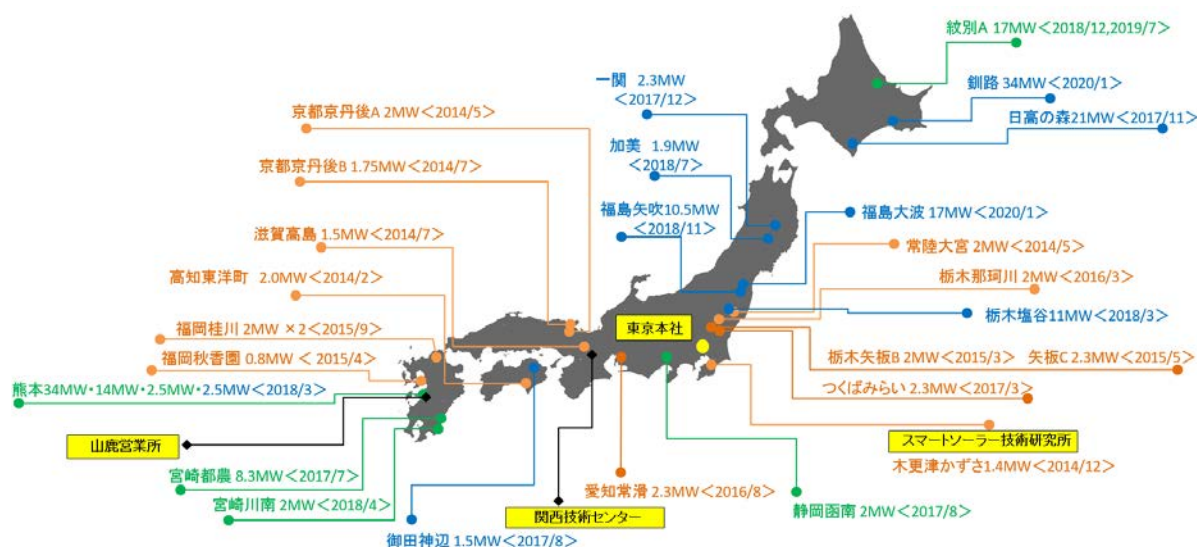 紋別A 17MW＜2018/12,2019/7＞
一関 2.3MW
＜2017/12＞
釧路 34MW＜2020/1＞
京都京丹後A 2MW＜2014/5＞
日高の森21MW＜2017/11＞
加美 1.9MW
＜2018/7＞
京都京丹後B 1.75MW＜2014/7＞
福島矢吹10.5MW
＜2018/11＞
福島大波 17MW＜2020/1＞
滋賀高島 1.5MW＜2014/7＞
常陸大宮 2MW＜2014/5＞
高知東洋町 2.0MW＜2014/2＞
栃木那珂川 2MW＜2016/3＞
東京本社
栃木塩谷11MW＜2018/3＞
福岡桂川 2MW ×2＜2015/9＞
栃木矢板B 2MW＜2015/3＞ 矢板C 2.3MW＜2015/5＞
福岡秋香園 0.8MW ＜2015/4＞
熊本34MW・14MW・2.5MW・2.5MW＜2018/3＞
つくばみらい 2.3MW＜2017/3＞
山鹿営業所
スマートソーラー技術研究所
木更津かずさ1.4MW＜2014/12＞
宮崎都農 8.3MW＜2017/7＞
愛知常滑 2.3MW＜2016/8＞
宮崎川南 2MW＜2018/4＞
関西技術センター
静岡函南 2MW＜2017/8＞
御田神辺 1.5MW＜2017/8＞